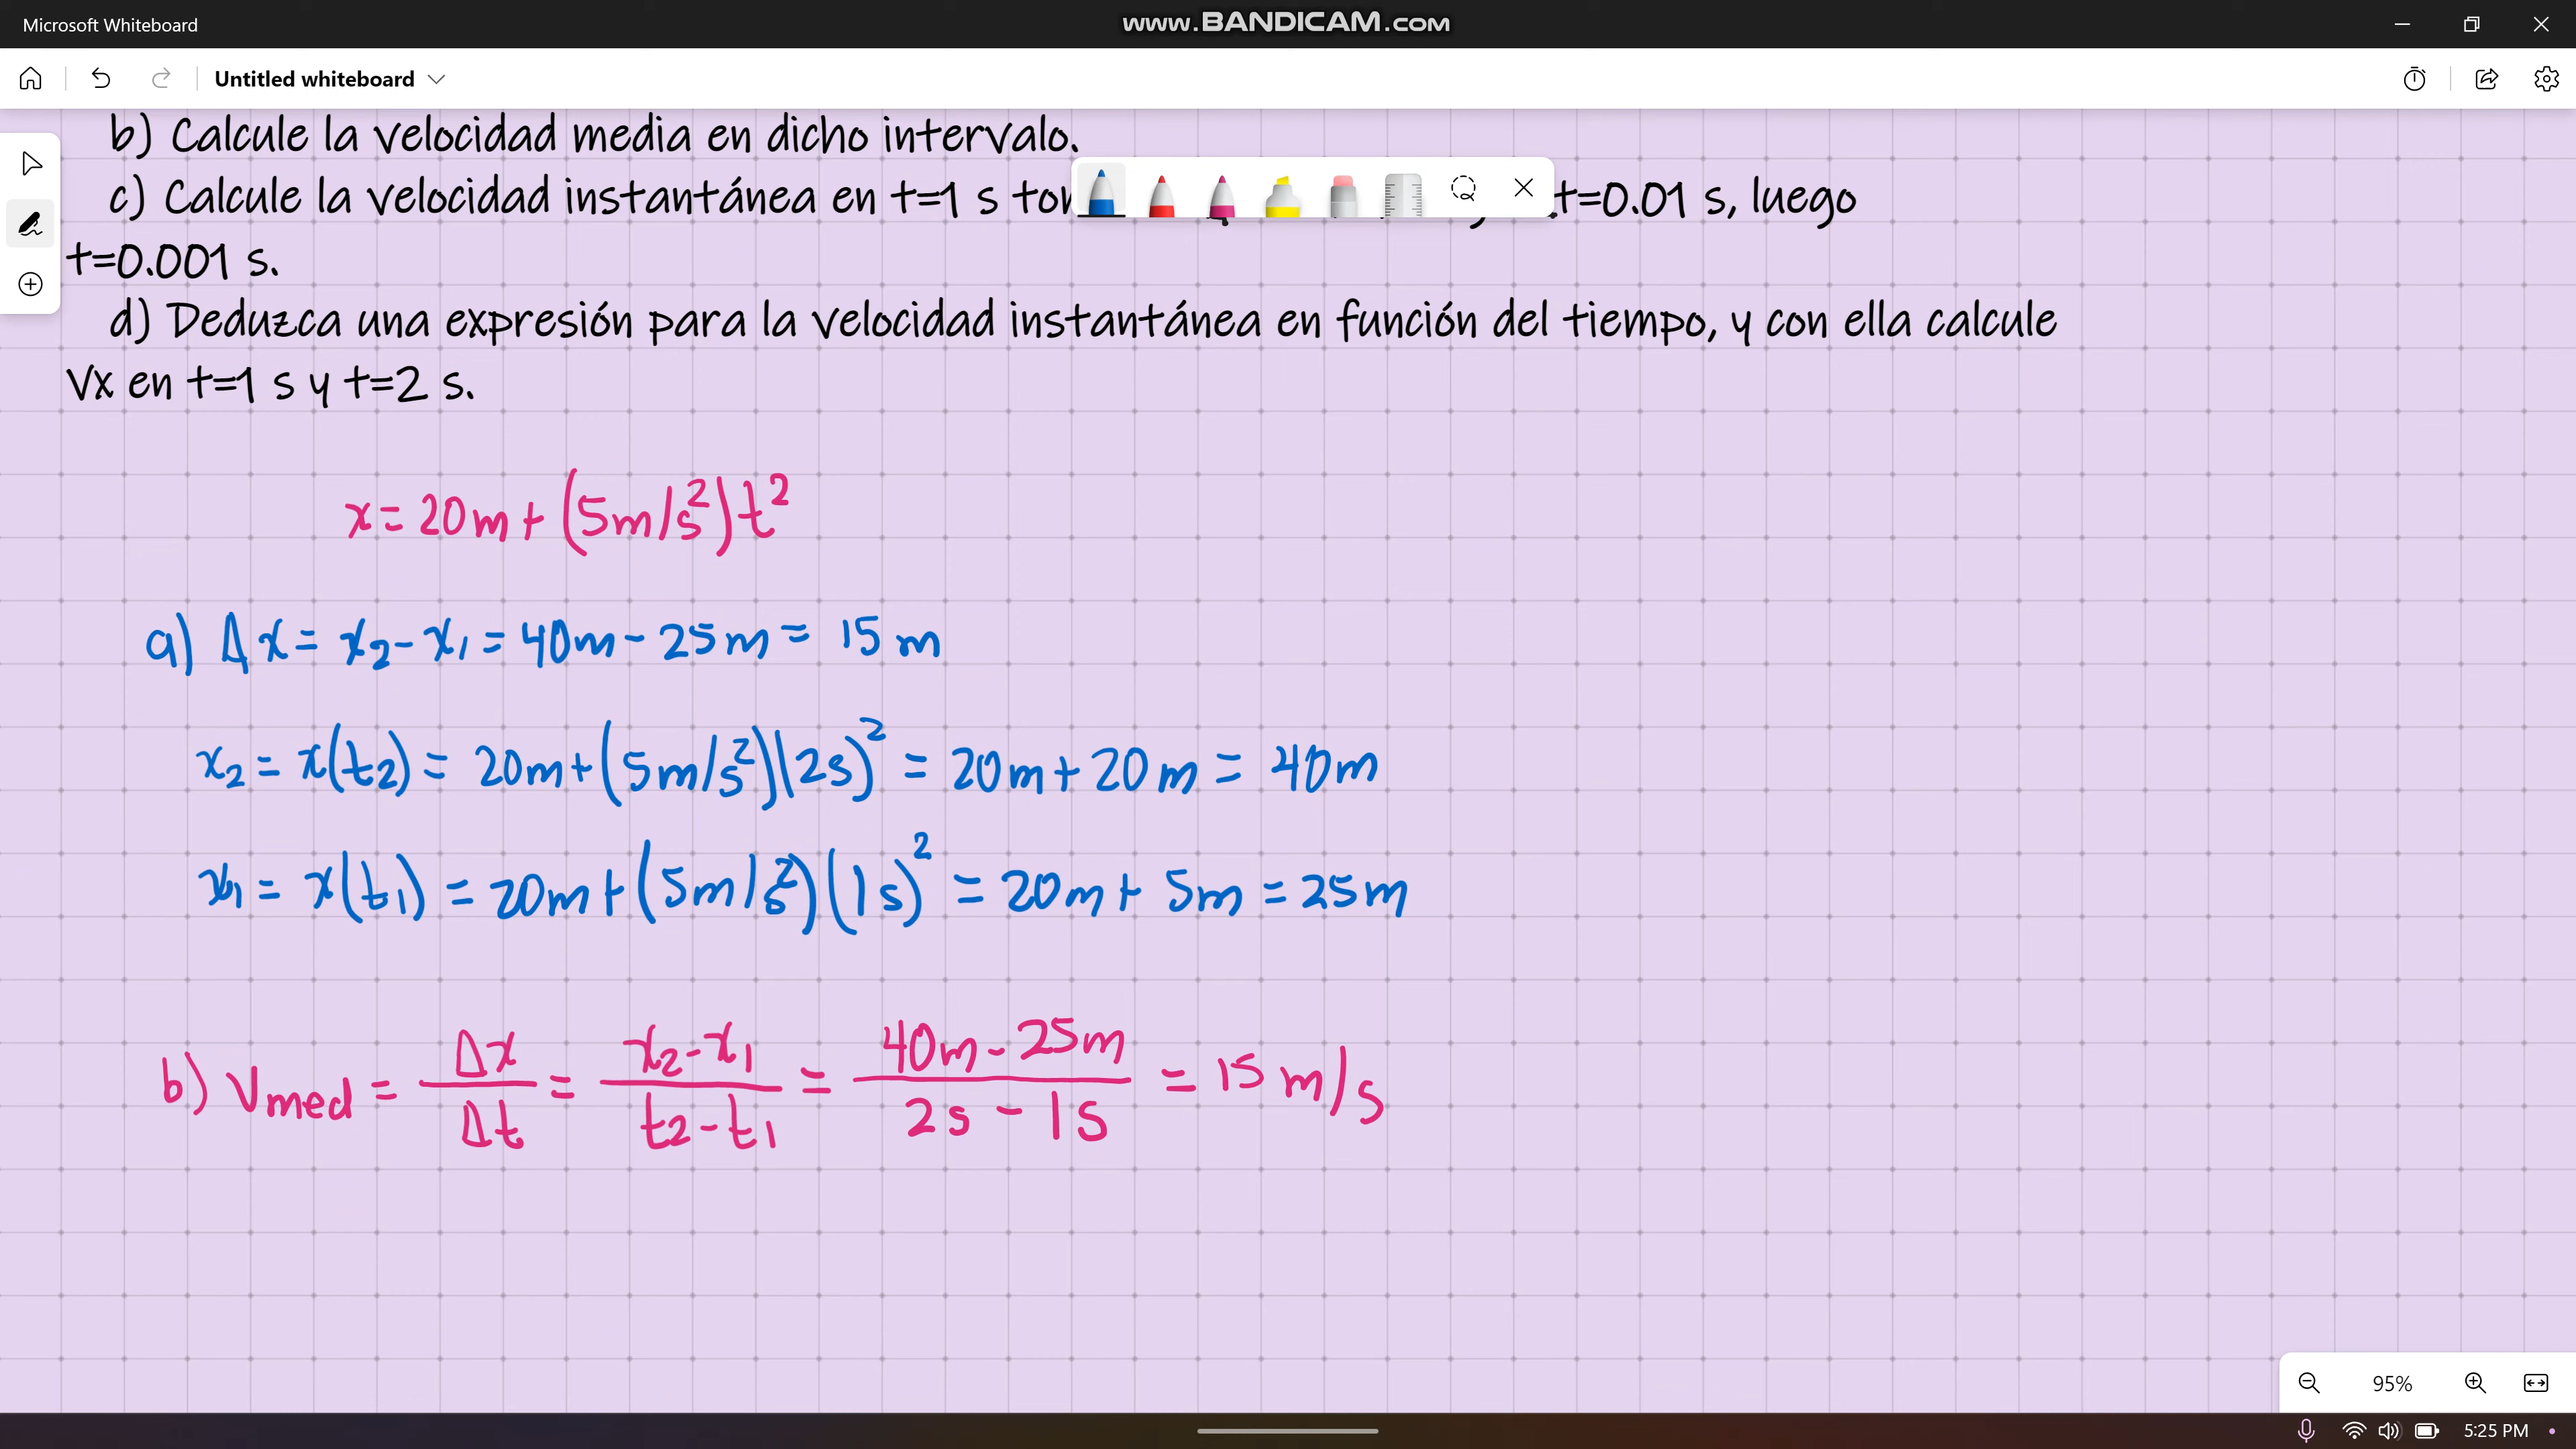 Microsoft Whiteboard
www.BANDICAM.com
Untitled whiteboard
b) Calcule la velocidad media en dicho intervalo.
c) Calcule la velocidad instantánea en t=1 s t=0.01 s, luego
t=0.001 s.
d) Deduzca una expresión para la velocidad instantánea en función del tiempo, y con ella calcule
Vx en t=1 s y t=2 s.
x = 20m + (5m/s²)t²
a) Δx = x₂ - x₁ = 40m - 25m = 15 m
x₂ = x(t₂) = 20m + (5m/s²)(2s)² = 20m + 20m = 40m
x₁ = x(t₁) = 20m + (5m/s²)(1s)² = 20m + 5m = 25m
b) Vmed = Δx/Δt = x₂-x₁/t₂-t₁ = 40m - 25m/2s - 1s = 15 m/s
95%
5:25 PM